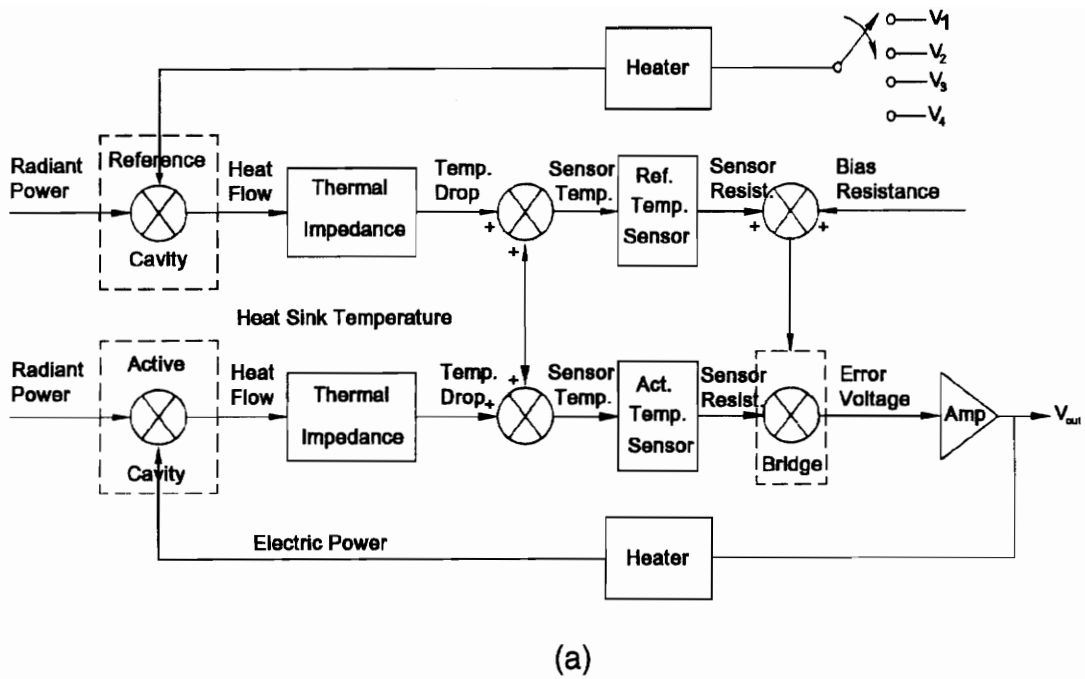 V1
V2
V3
V4
Heater
Radiant
Power
Reference
Cavity
Heat
Flow
Thermal
Impedance
Temp.
Drop
+
+
Sensor
Temp.
Ref.
Temp.
Sensor
Sensor
Resist.
+
+
Bias
Resistance
Heat Sink Temperature
Radiant
Power
Active
Cavity
Heat
Flow
Thermal
Impedance
Temp.
Drop
+
+
Sensor
Temp.
Act.
Temp.
Sensor
Sensor
Resist.
Bridge
Error
Voltage
Amp
Vout
Electric Power
Heater
(a)